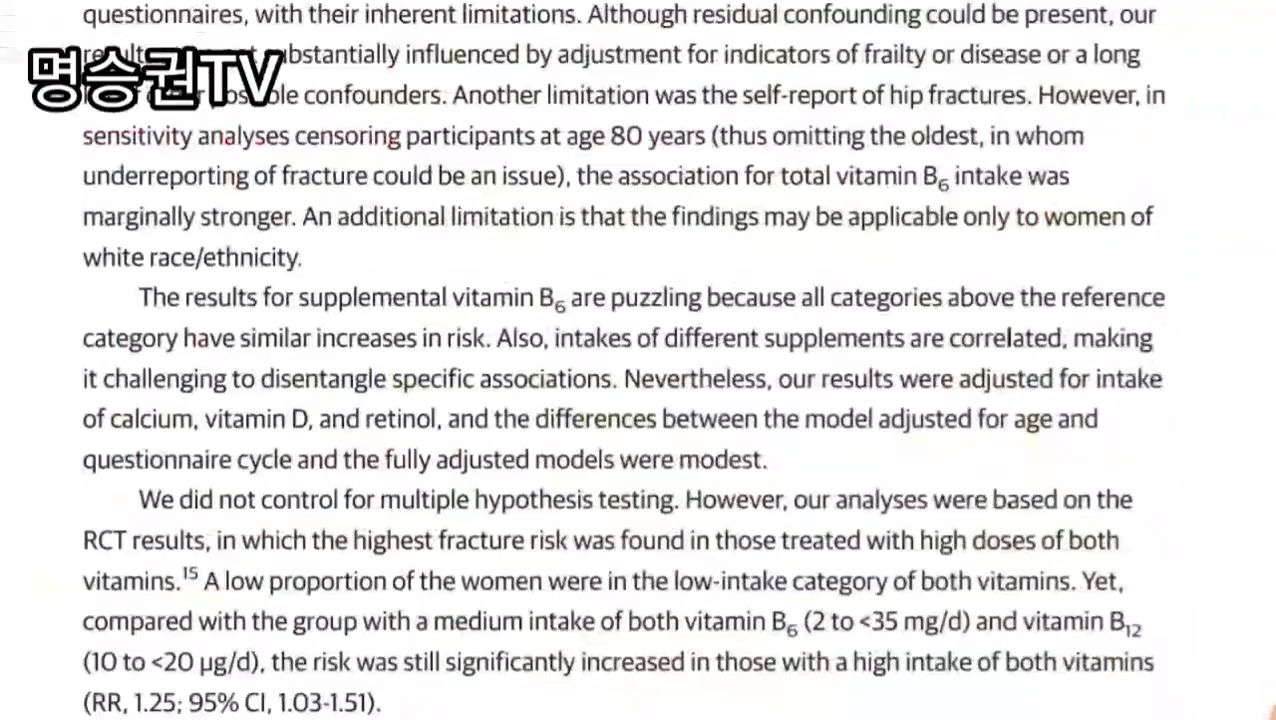 questionnaires, with their inherent limitations. Although residual confounding could be present, our
substantially influenced by adjustment for indicators of frailty or disease or a long
명승권TV
confounders. Another limitation was the self-report of hip fractures. However, in
sensitivity analyses censoring participants at age 80 years (thus omitting the oldest, in whom
underreporting of fracture could be an issue), the association for total vitamin B₆ intake was
marginally stronger. An additional limitation is that the findings may be applicable only to women of
white race/ethnicity.
The results for supplemental vitamin B₆ are puzzling because all categories above the reference
category have similar increases in risk. Also, intakes of different supplements are correlated, making
it challenging to disentangle specific associations. Nevertheless, our results were adjusted for intake
of calcium, vitamin D, and retinol, and the differences between the model adjusted for age and
questionnaire cycle and the fully adjusted models were modest.
We did not control for multiple hypothesis testing. However, our analyses were based on the
RCT results, in which the highest fracture risk was found in those treated with high doses of both
vitamins.¹⁵ A low proportion of the women were in the low-intake category of both vitamins. Yet,
compared with the group with a medium intake of both vitamin B₆ (2 to <35 mg/d) and vitamin B₁₂
(10 to <20 μg/d), the risk was still significantly increased in those with a high intake of both vitamins
(RR, 1.25; 95% CI, 1.03-1.51).